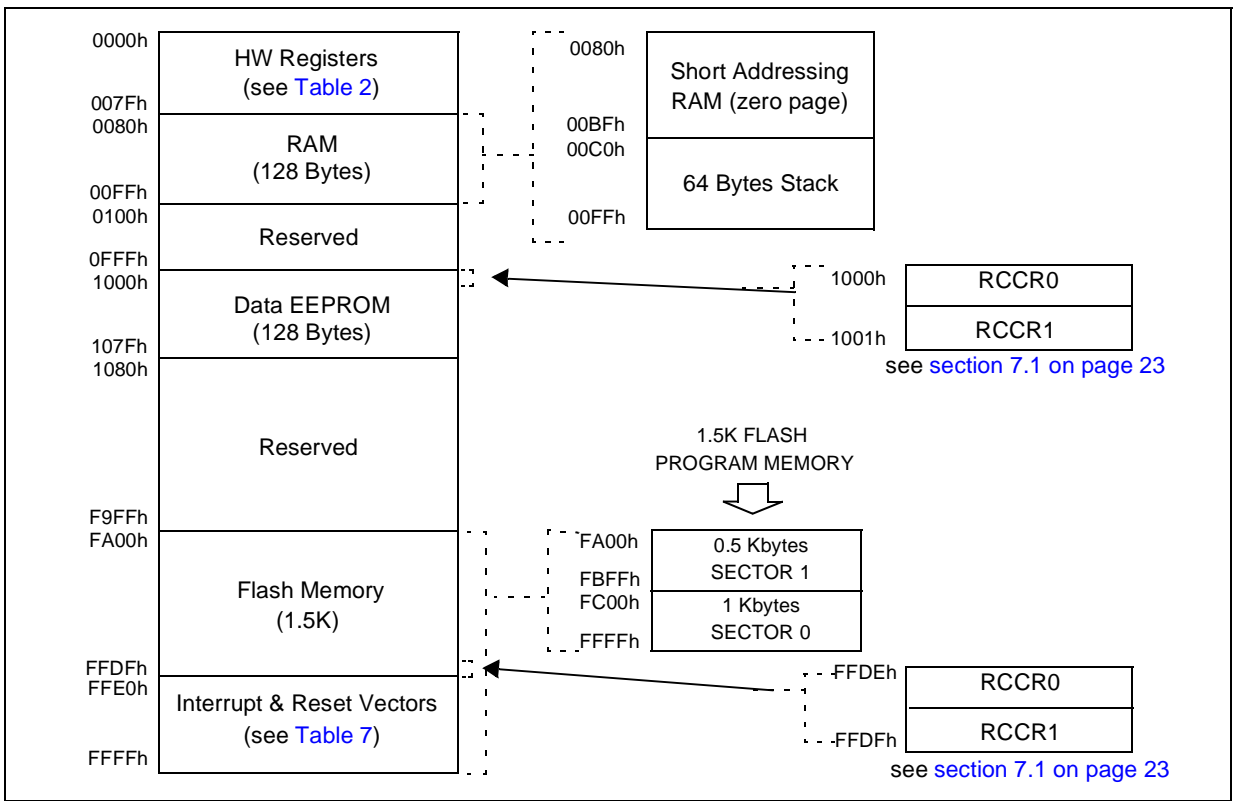 0000h
HW Registers
(see Table 2)
007Fh
0080h
RAM
(128 Bytes)
00FFh
0100h
Reserved
0FFFh
1000h
Data EEPROM
(128 Bytes)
107Fh
1080h
Reserved
F9FFh
FA00h
Flash Memory
(1.5K)
FFDFh
FFE0h
Interrupt & Reset Vectors
(see Table 7)
FFFFh
0080h
Short Addressing
RAM (zero page)
00BFh
00C0h
64 Bytes Stack
00FFh
1000h
RCCR0
RCCR1
1001h
see section 7.1 on page 23
1.5K FLASH
PROGRAM MEMORY
FA00h
0.5 Kbytes
SECTOR 1
FBFFh
FC00h
1 Kbytes
SECTOR 0
FFFFh
FFDEh
RCCR0
RCCR1
FFDFh
see section 7.1 on page 23